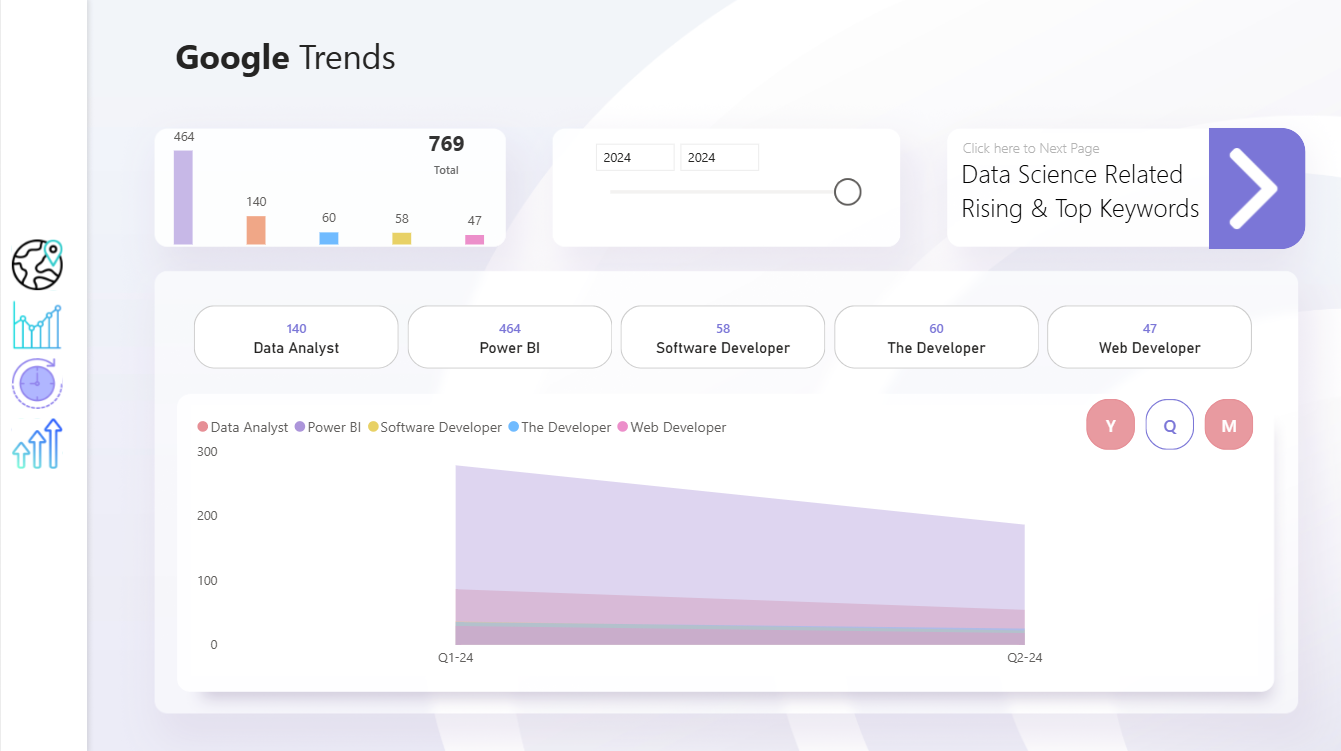 Google Trends
464
140
60
58
47
769
Total
2024 2024
Click here to Next Page
Data Science Related
Rising & Top Keywords
140
Data Analyst
464
Power BI
58
Software Developer
60
The Developer
47
Web Developer
Data Analyst Power BI Software Developer The Developer Web Developer
Y Q M
300
200
100
0
Q1-24 Q2-24